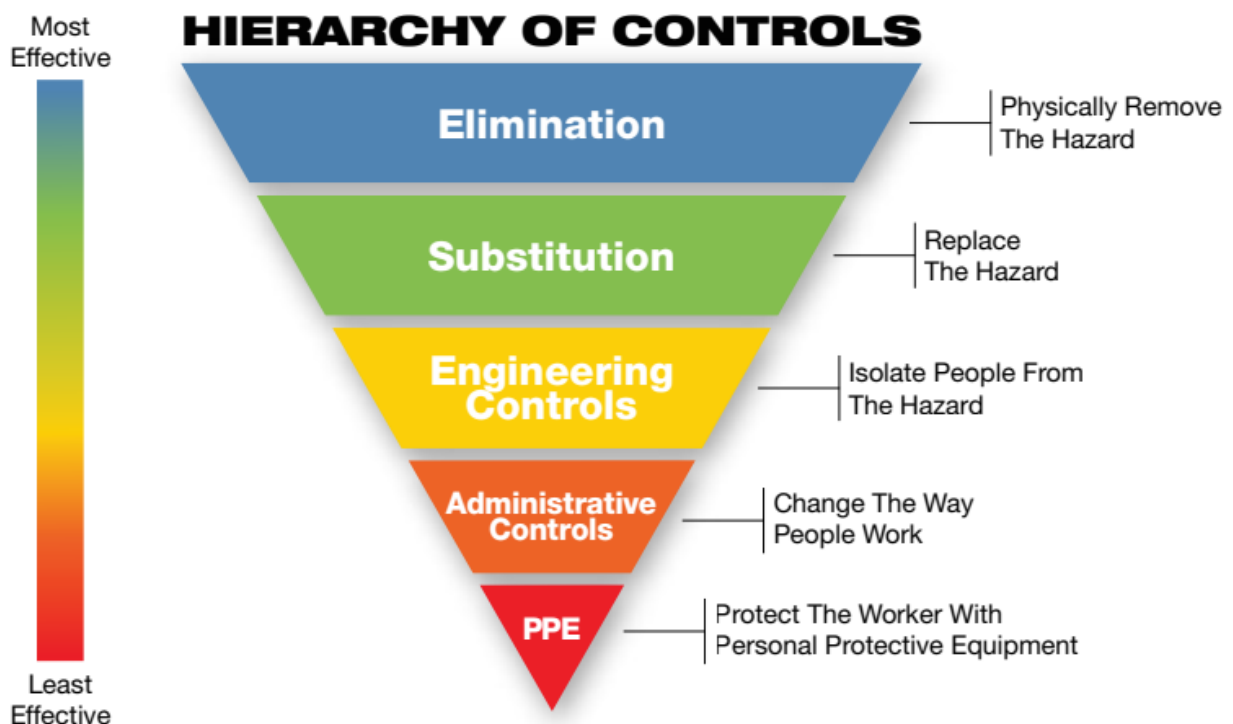 HIERARCHY OF CONTROLS
Most
Effective
Elimination
Physically Remove
The Hazard
Substitution
Replace
The Hazard
Engineering
Controls
Isolate People From
The Hazard
Administrative
Controls
Change The Way
People Work
PPE
Protect The Worker With
Personal Protective Equipment
Least
Effective